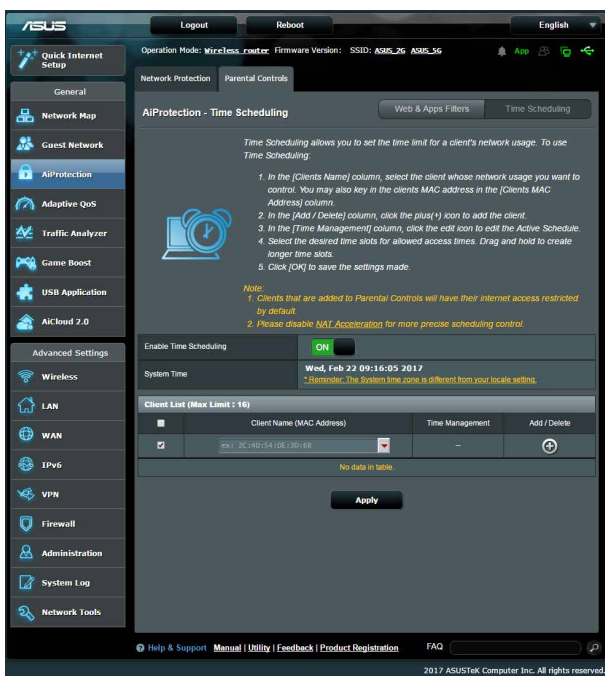 ASUS
Logout
Reboot
English
Quick Internet
Setup
Operation Mode: Wireless router Firmware Version: SSID: ASUS_2G ASUS_5G
App
General
Network Map
Guest Network
AiProtection
Adaptive QoS
Traffic Analyzer
Game Boost
USB Application
AiCloud 2.0
Advanced Settings
Wireless
LAN
WAN
IPv6
VPN
Firewall
Administration
System Log
Network Tools
Network Protection
Parental Controls
AiProtection - Time Scheduling
Web & Apps Filters
Time Scheduling
Time Scheduling allows you to set the time limit for a client's network usage. To use
Time Scheduling:
1. In the [Clients Name] column, select the client whose network usage you want to
control. You may also key in the clients MAC address in the [Clients MAC
Address] column.
2. In the [Add / Delete] column, click the plus(+) icon to add the client.
3. In the [Time Management] column, click the edit icon to edit the Active Schedule.
4. Select the desired time slots for allowed access times. Drag and hold to create
longer time slots.
5. Click [OK] to save the settings made.
Note:
1. Clients that are added to Parental Controls will have their internet access restricted
by default.
2. Please disable NAT Acceleration for more precise scheduling control.
Enable Time Scheduling
ON
System Time
Wed, Feb 22 09:16:05 2017
* Reminder: The System time zone is different from your locale setting.
Client List (Max Limit : 16)
Client Name (MAC Address)
Time Management
Add / Delete
ex: 2C:4D:54:DE:3D:68
–
No data in table.
Apply
Help & Support Manual | Utility | Feedback | Product Registration
FAQ
2017 ASUSTeK Computer Inc. All rights reserved.